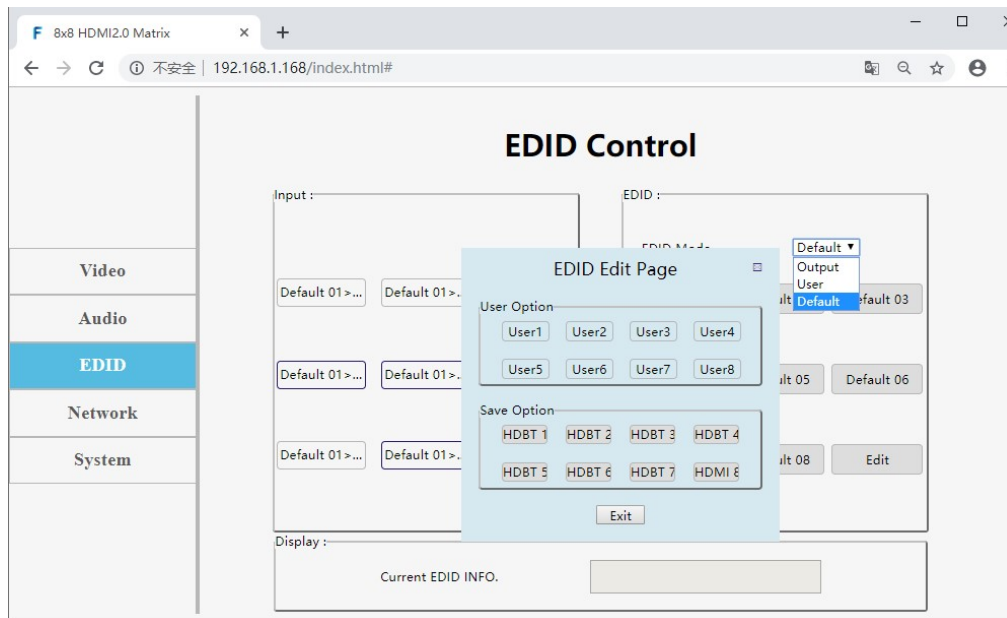 F 8x8 HDMI2.0 Matrix
不安全 | 192.168.1.168/index.html#
EDID Control
Video
Audio
EDID
Network
System
Input :
Default 01>... Default 01>..
Default 01>... Default 01>..
Default 01>... Default 01>..
EDID :
EDID Mode
Default
Output
User
Default
ult 05 Default 06
ult 08 Edit
efault 03
EDID Edit Page
User Option
User1 User2 User3 User4
User5 User6 User7 User8
Save Option
HDBT 1 HDBT 2 HDBT 3 HDBT 4
HDBT 5 HDBT 6 HDBT 7 HDMI 8
Exit
Display :
Current EDID INFO.